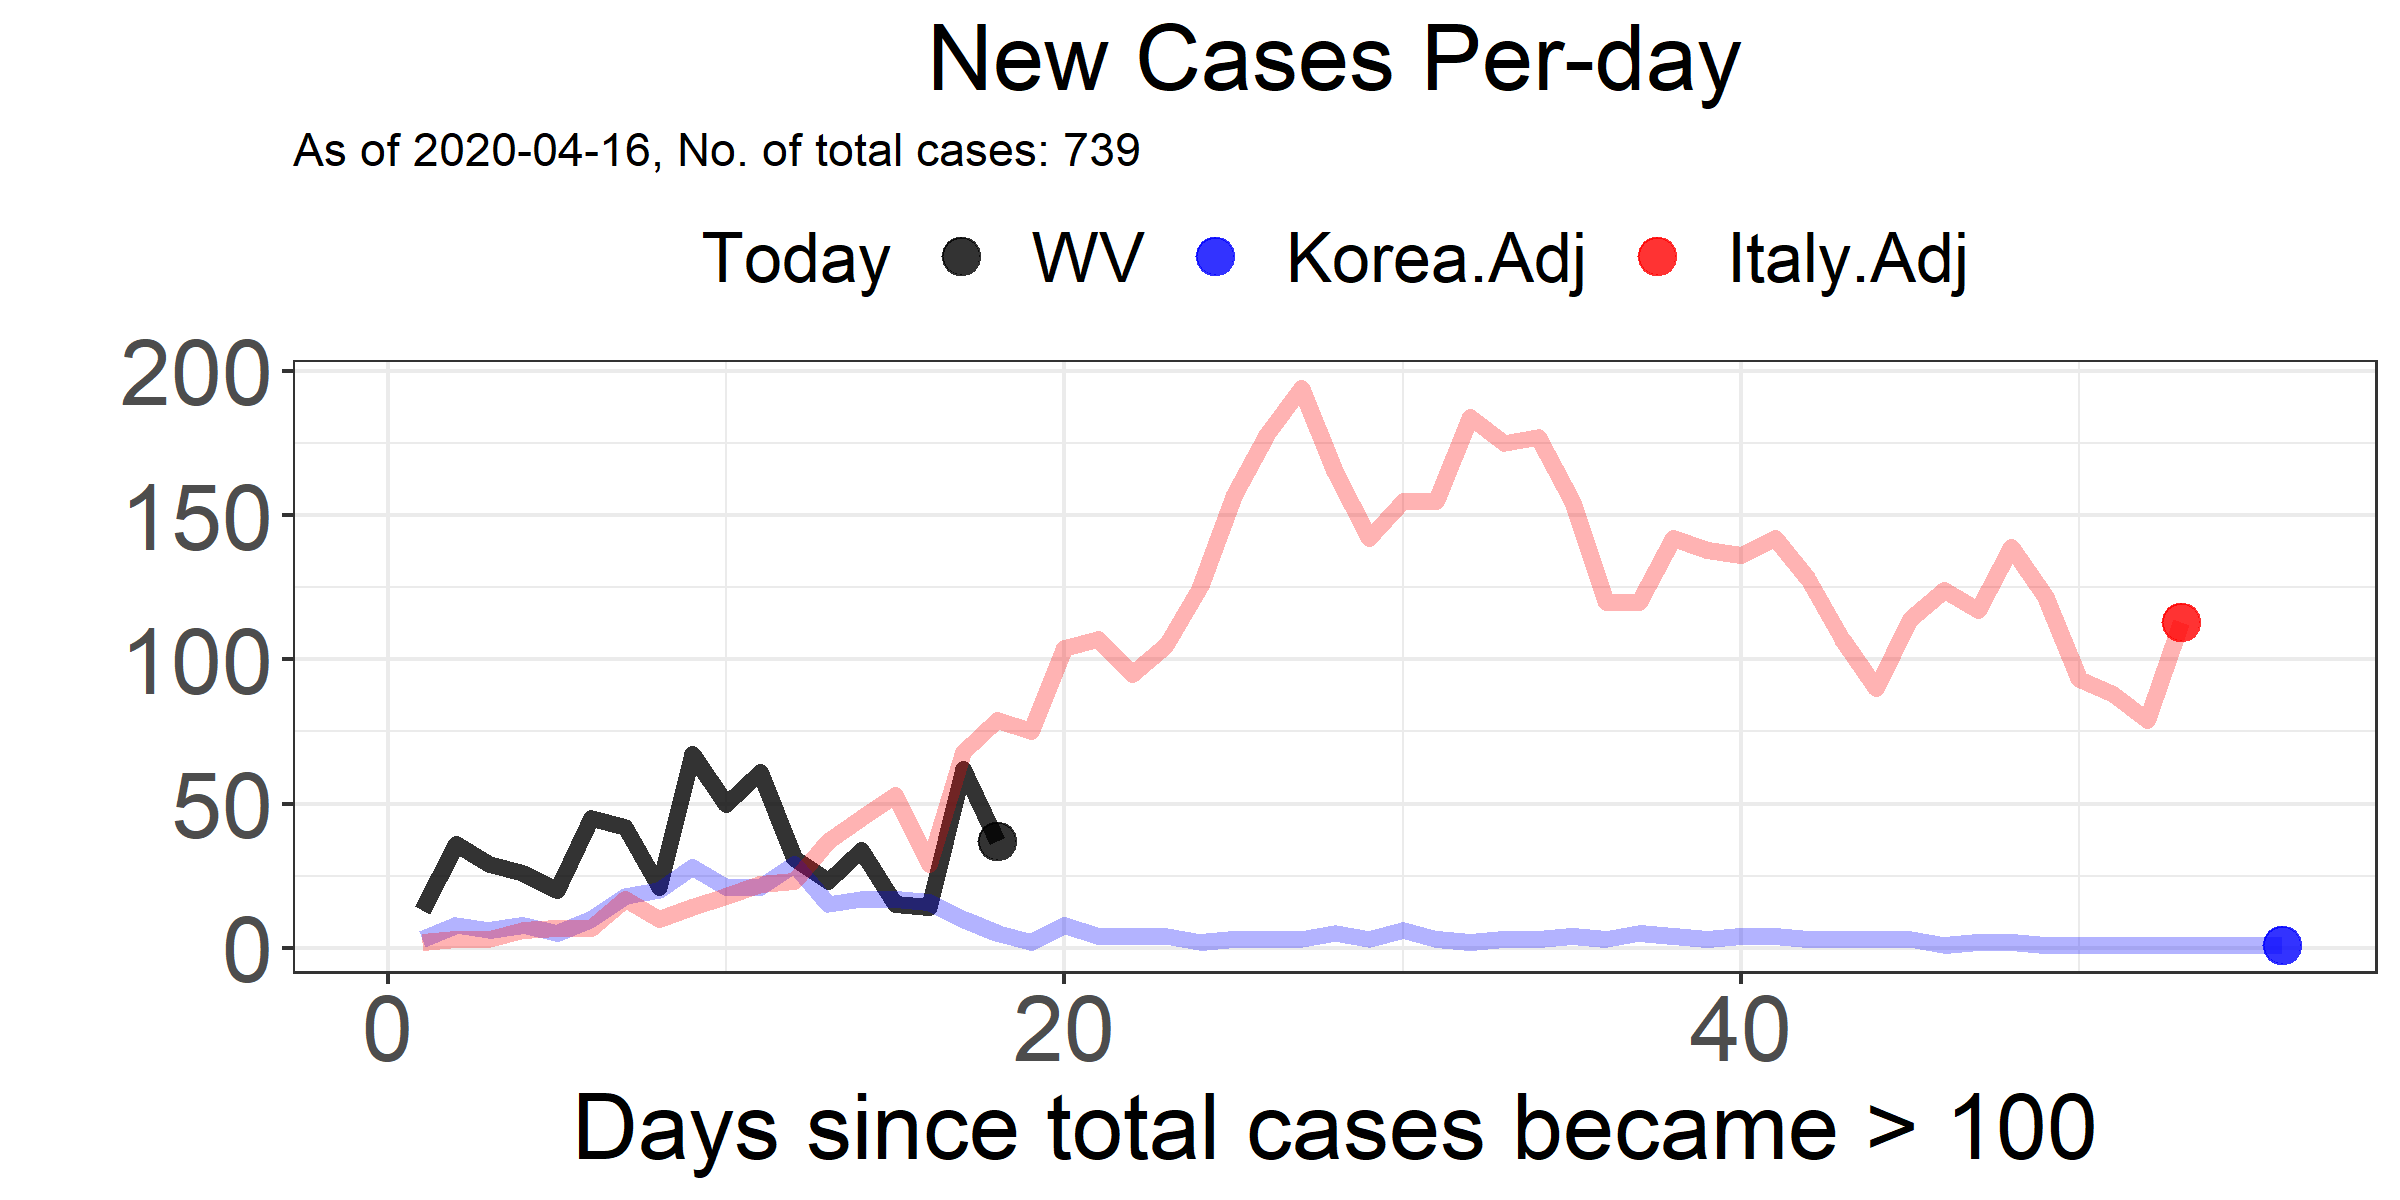 New Cases Per-day
As of 2020-04-16, No. of total cases: 739
Today WV Korea.Adj Italy.Adj
200
150
100
50
0
0 20 40
Days since total cases became > 100